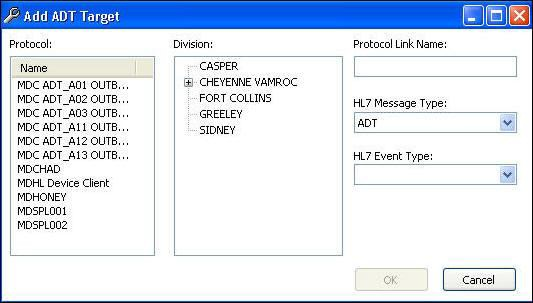 Add ADT Target
Protocol:
Name
MDC ADT_A01 OUTB...
MDC ADT_A02 OUTB...
MDC ADT_A03 OUTB...
MDC ADT_A11 OUTB...
MDC ADT_A12 OUTB...
MDC ADT_A13 OUTB...
MDCHAD
MDHL Device Client
MDHONEY
MDSPL001
MDSPL002
Division:
CASPER
CHEYENNE VAMROC
FORT COLLINS
GREELEY
SIDNEY
Protocol Link Name:
HL7 Message Type:
ADT
HL7 Event Type:
OK
Cancel